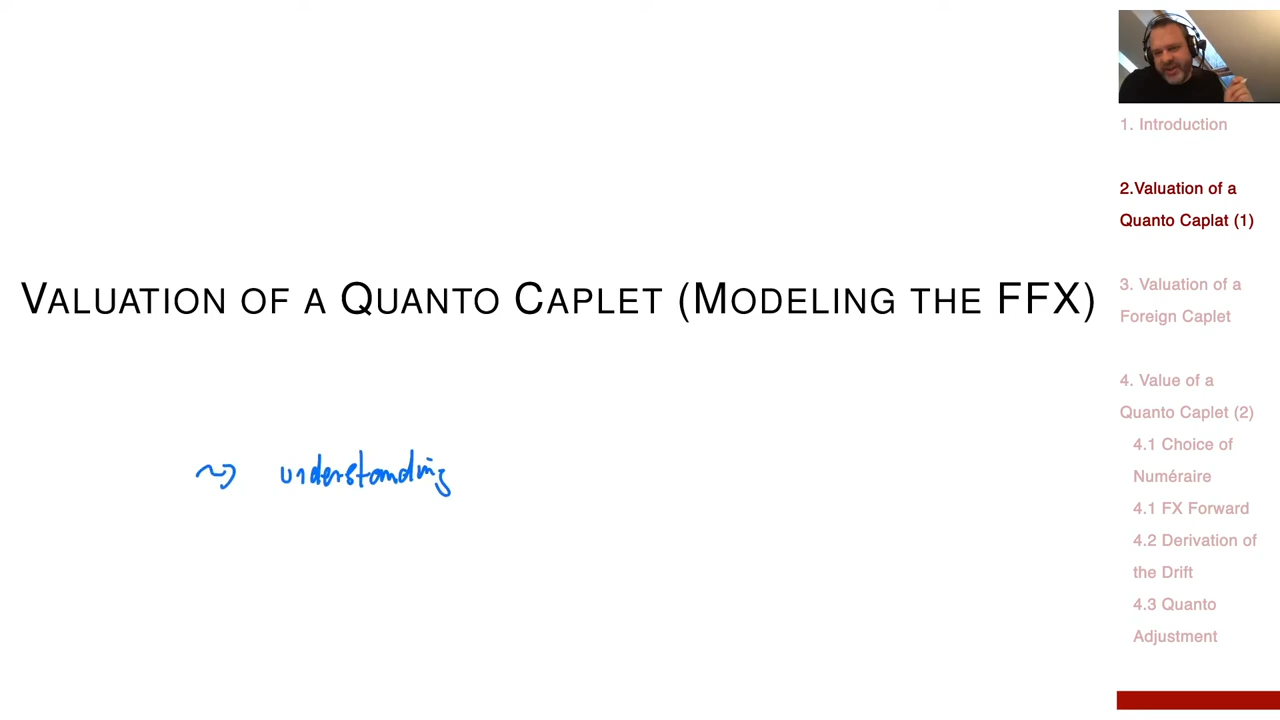 VALUATION OF A QUANTO CAPLET (MODELING THE FFX)
~> understanding
1. Introduction
2.Valuation of a
Quanto Caplat (1)
3. Valuation of a
Foreign Caplet
4. Value of a
Quanto Caplet (2)
4.1 Choice of
Numéraire
4.1 FX Forward
4.2 Derivation of
the Drift
4.3 Quanto
Adjustment